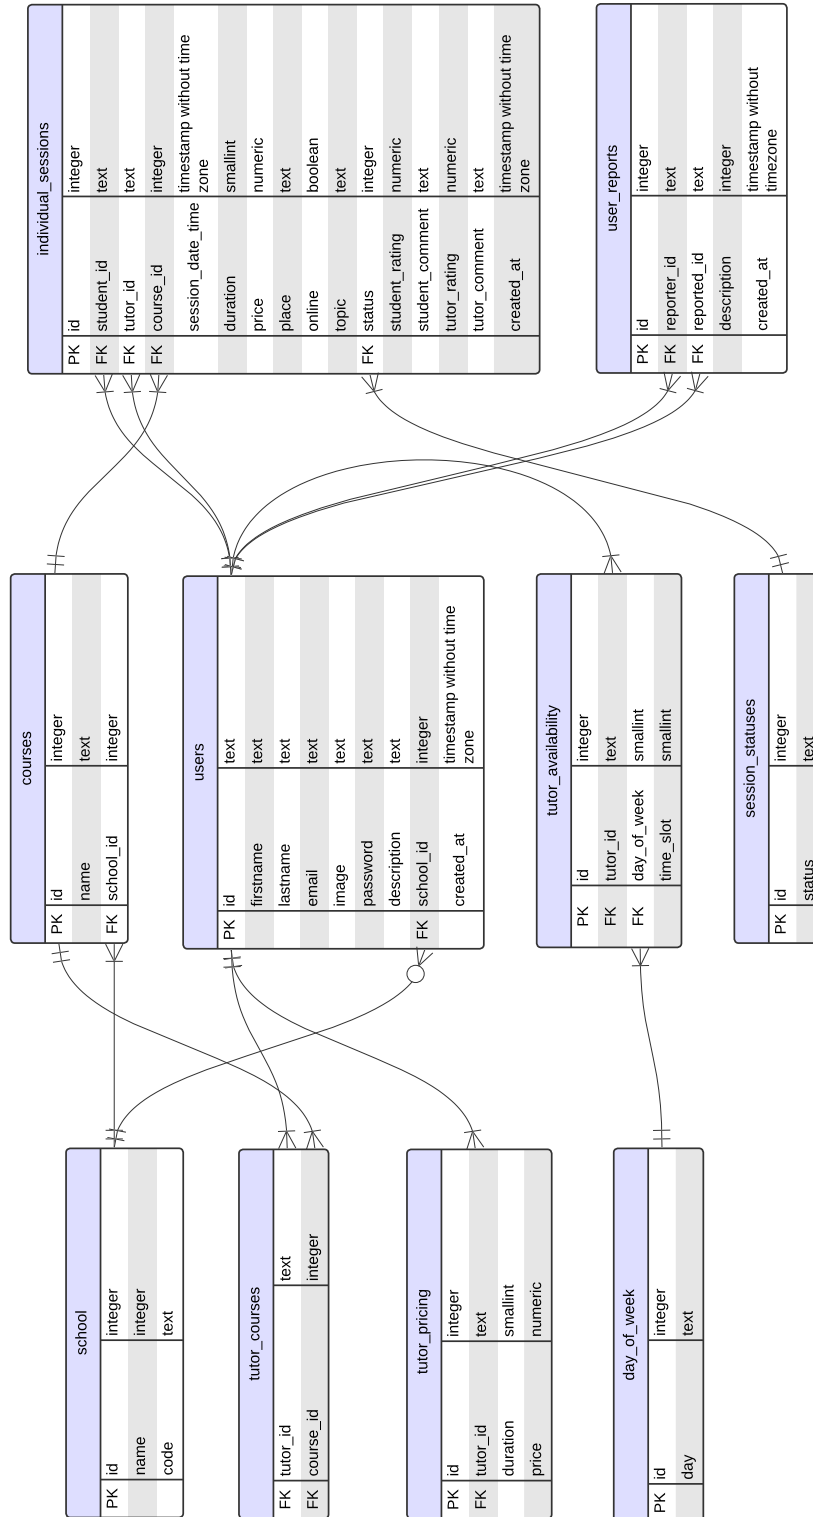 individual_sessions
PK id integer
FK student_id text
FK tutor_id text
FK course_id integer
session_date_time timestamp without time
zone
duration smallint
price numeric
place text
online boolean
topic text
FK status integer
student_rating numeric
student_comment text
tutor_rating numeric
tutor_comment text
created_at timestamp without time
zone
user_reports
PK id integer
FK reporter_id text
FK reported_id text
description integer
created_at timestamp without
timezone
courses
PK id integer
name text
FK school_id integer
users
PK id text
firstname text
lastname text
email text
image text
password text
description text
FK school_id integer
created_at timestamp without time
zone
tutor_availability
PK id integer
FK tutor_id text
FK day_of_week smallint
time_slot smallint
session_statuses
PK id integer
status text
school
PK id integer
name integer
code text
tutor_courses
FK tutor_id text
FK course_id integer
tutor_pricing
PK id integer
FK tutor_id text
duration smallint
price numeric
day_of_week
PK id integer
day text